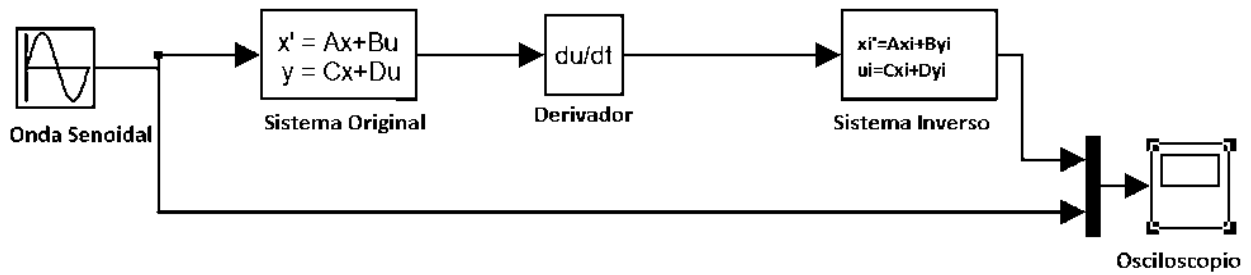 x' = Ax+Bu
y = Cx+Du
du/dt
xi'=Axi+Byi
ui=Cxi+Dyi
Onda Senoidal
Sistema Original
Derivador
Sistema Inverso
Osciloscopio